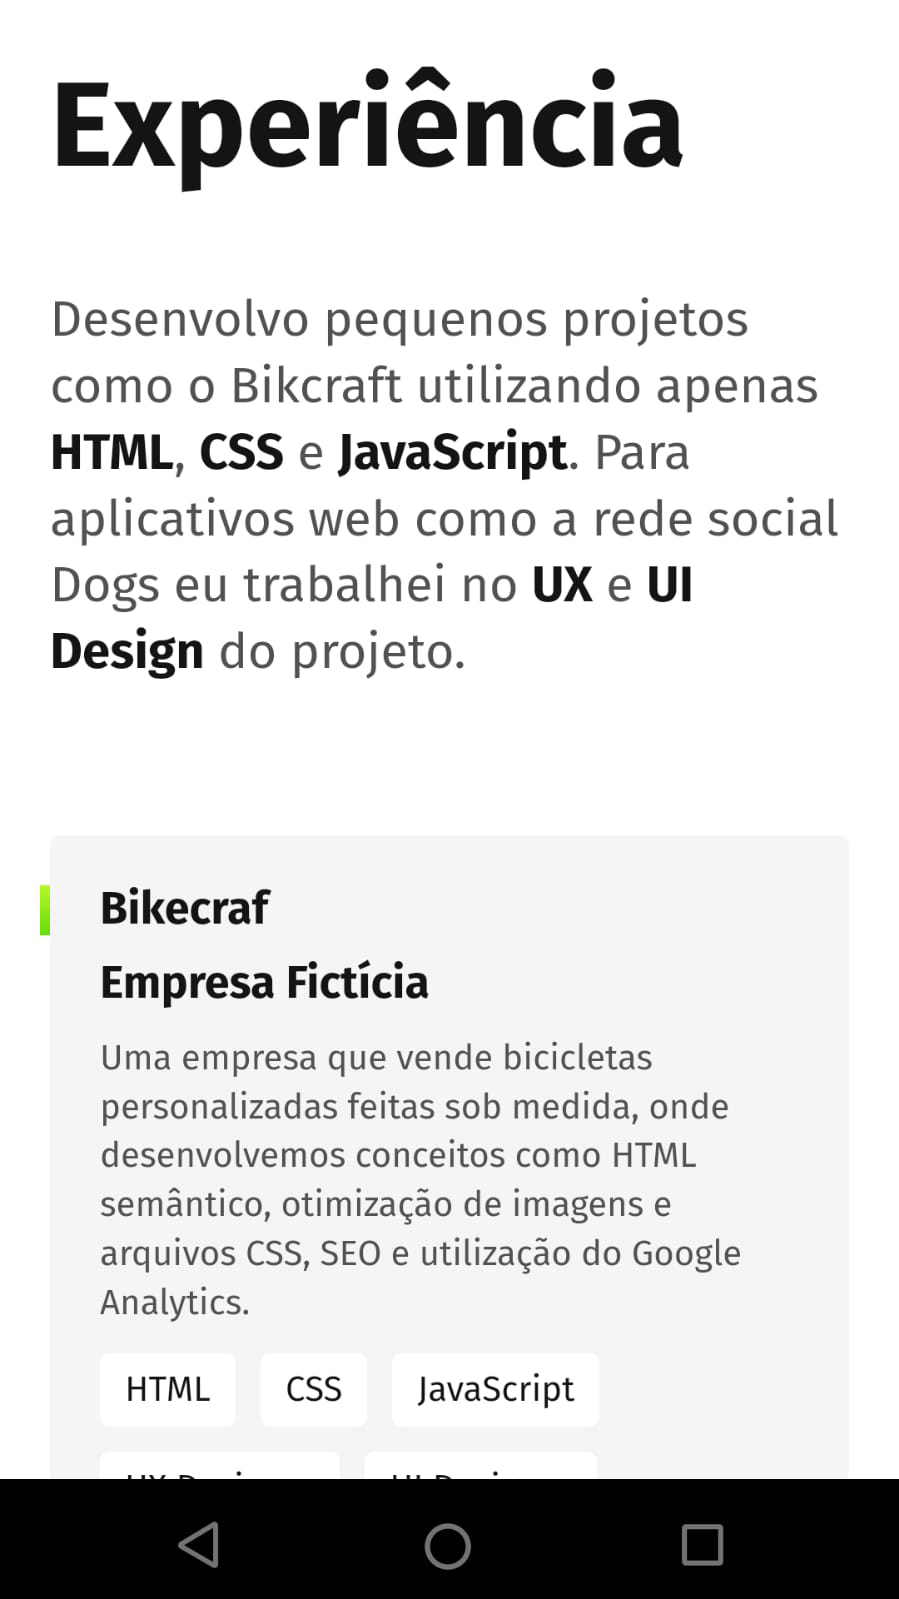 Experiência
Desenvolvo pequenos projetos
como o Bikcraft utilizando apenas
HTML, CSS e JavaScript. Para
aplicativos web como a rede social
Dogs eu trabalhei no UX e UI
Design do projeto.
Bikecraf
Empresa Fictícia
Uma empresa que vende bicicletas
personalizadas feitas sob medida, onde
desenvolvemos conceitos como HTML
semântico, otimização de imagens e
arquivos CSS, SEO e utilização do Google
Analytics.
HTML CSS JavaScript